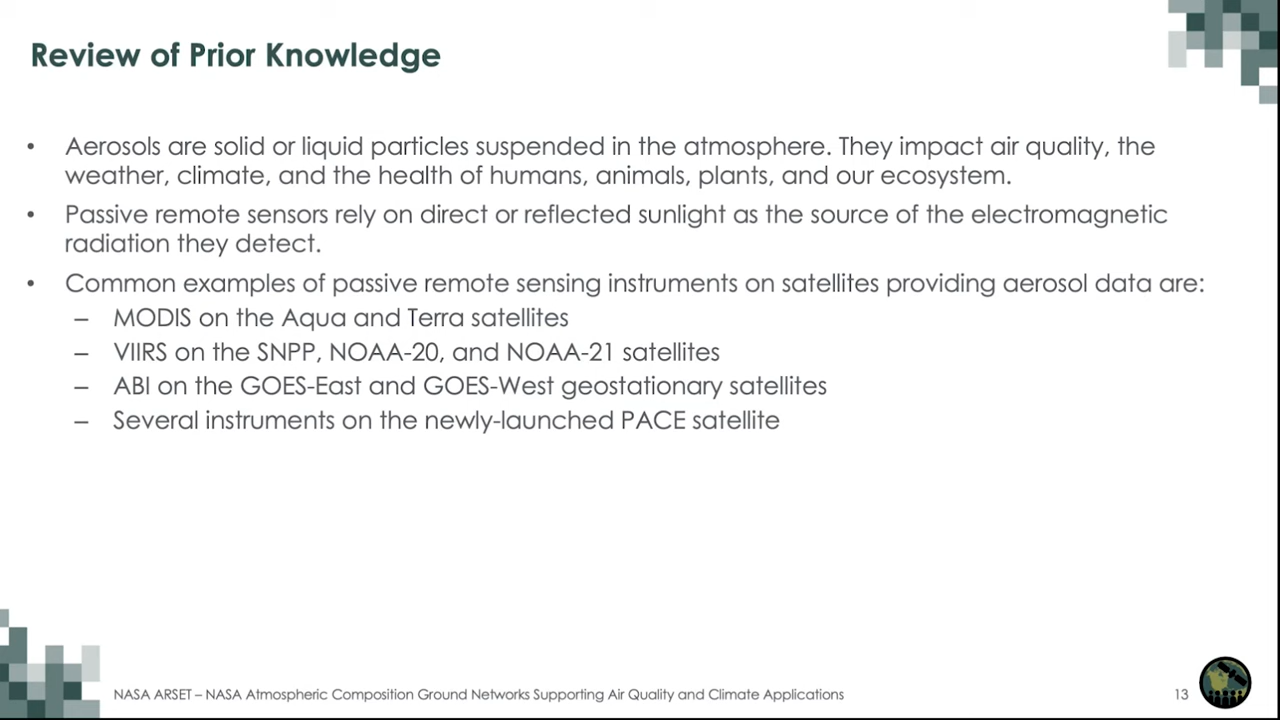 Review of Prior Knowledge
• Aerosols are solid or liquid particles suspended in the atmosphere. They impact air quality, the
weather, climate, and the health of humans, animals, plants, and our ecosystem.
• Passive remote sensors rely on direct or reflected sunlight as the source of the electromagnetic
radiation they detect.
• Common examples of passive remote sensing instruments on satellites providing aerosol data are:
– MODIS on the Aqua and Terra satellites
– VIIRS on the SNPP, NOAA-20, and NOAA-21 satellites
– ABI on the GOES-East and GOES-West geostationary satellites
– Several instruments on the newly-launched PACE satellite
NASA ARSET – NASA Atmospheric Composition Ground Networks Supporting Air Quality and Climate Applications
13